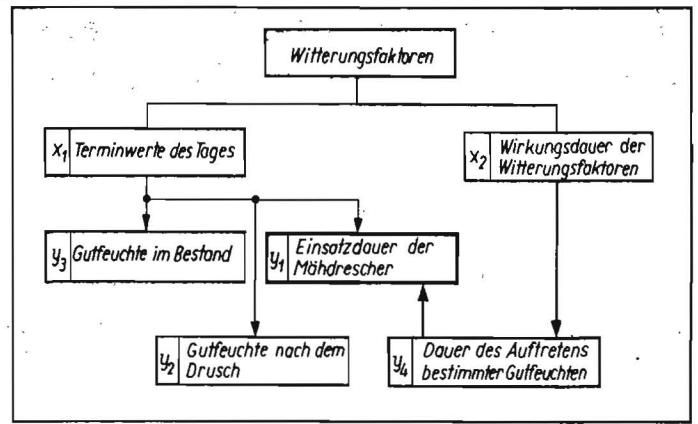 Witterungsfaktoren
x1 Terminwerte des Tages
x2 Wirkungsdauer der
Witterungsfaktoren
y3 Gutfeuchte im Bestand
y1 Einsatzdauer der
Mähdrescher
y2 Gutfeuchte nach dem
Drusch
y4 Dauer des Auftretens
bestimmter Gutfeuchten